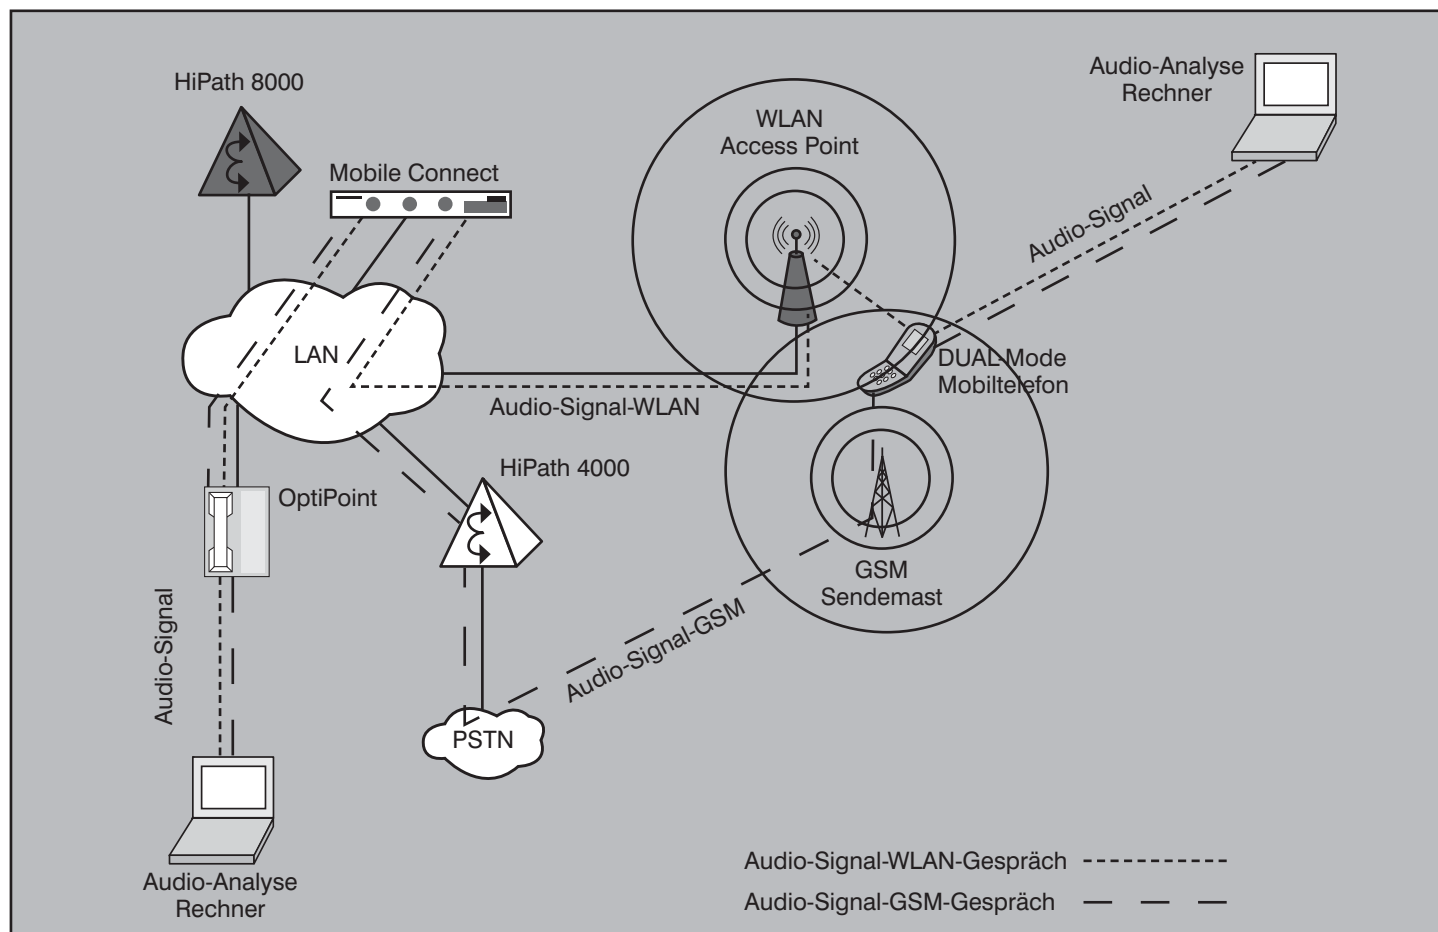 HiPath 8000
Mobile Connect
WLAN
Access Point
Audio-Analyse
Rechner
Audio-Signal
LAN
DUAL-Mode
Mobiltelefon
Audio-Signal-WLAN
HiPath 4000
OptiPoint
GSM
Sendemast
Audio-Signal
Audio-Signal-GSM
PSTN
Audio-Analyse
Rechner
Audio-Signal-WLAN-Gespräch
Audio-Signal-GSM-Gespräch